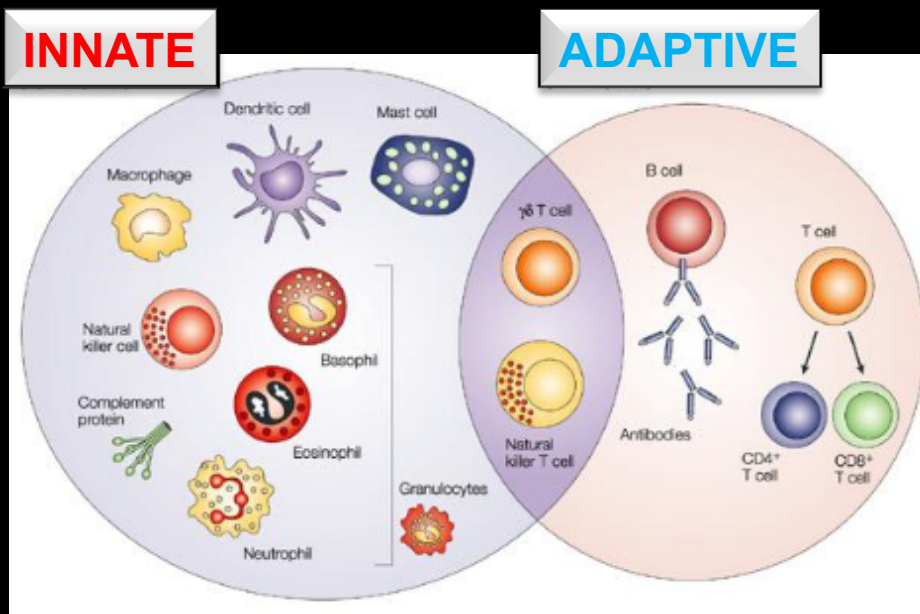 INNATE
ADAPTIVE
Dendritic cell
Mast cell
Macrophage
B cell
γδ T cell
T cell
Natural
killer cell
Basophil
Complement
protein
Eosinophil
Antibodies
Natural
killer T cell
CD4+
T cell
CD8+
T cell
Granulocytes
Neutrophil